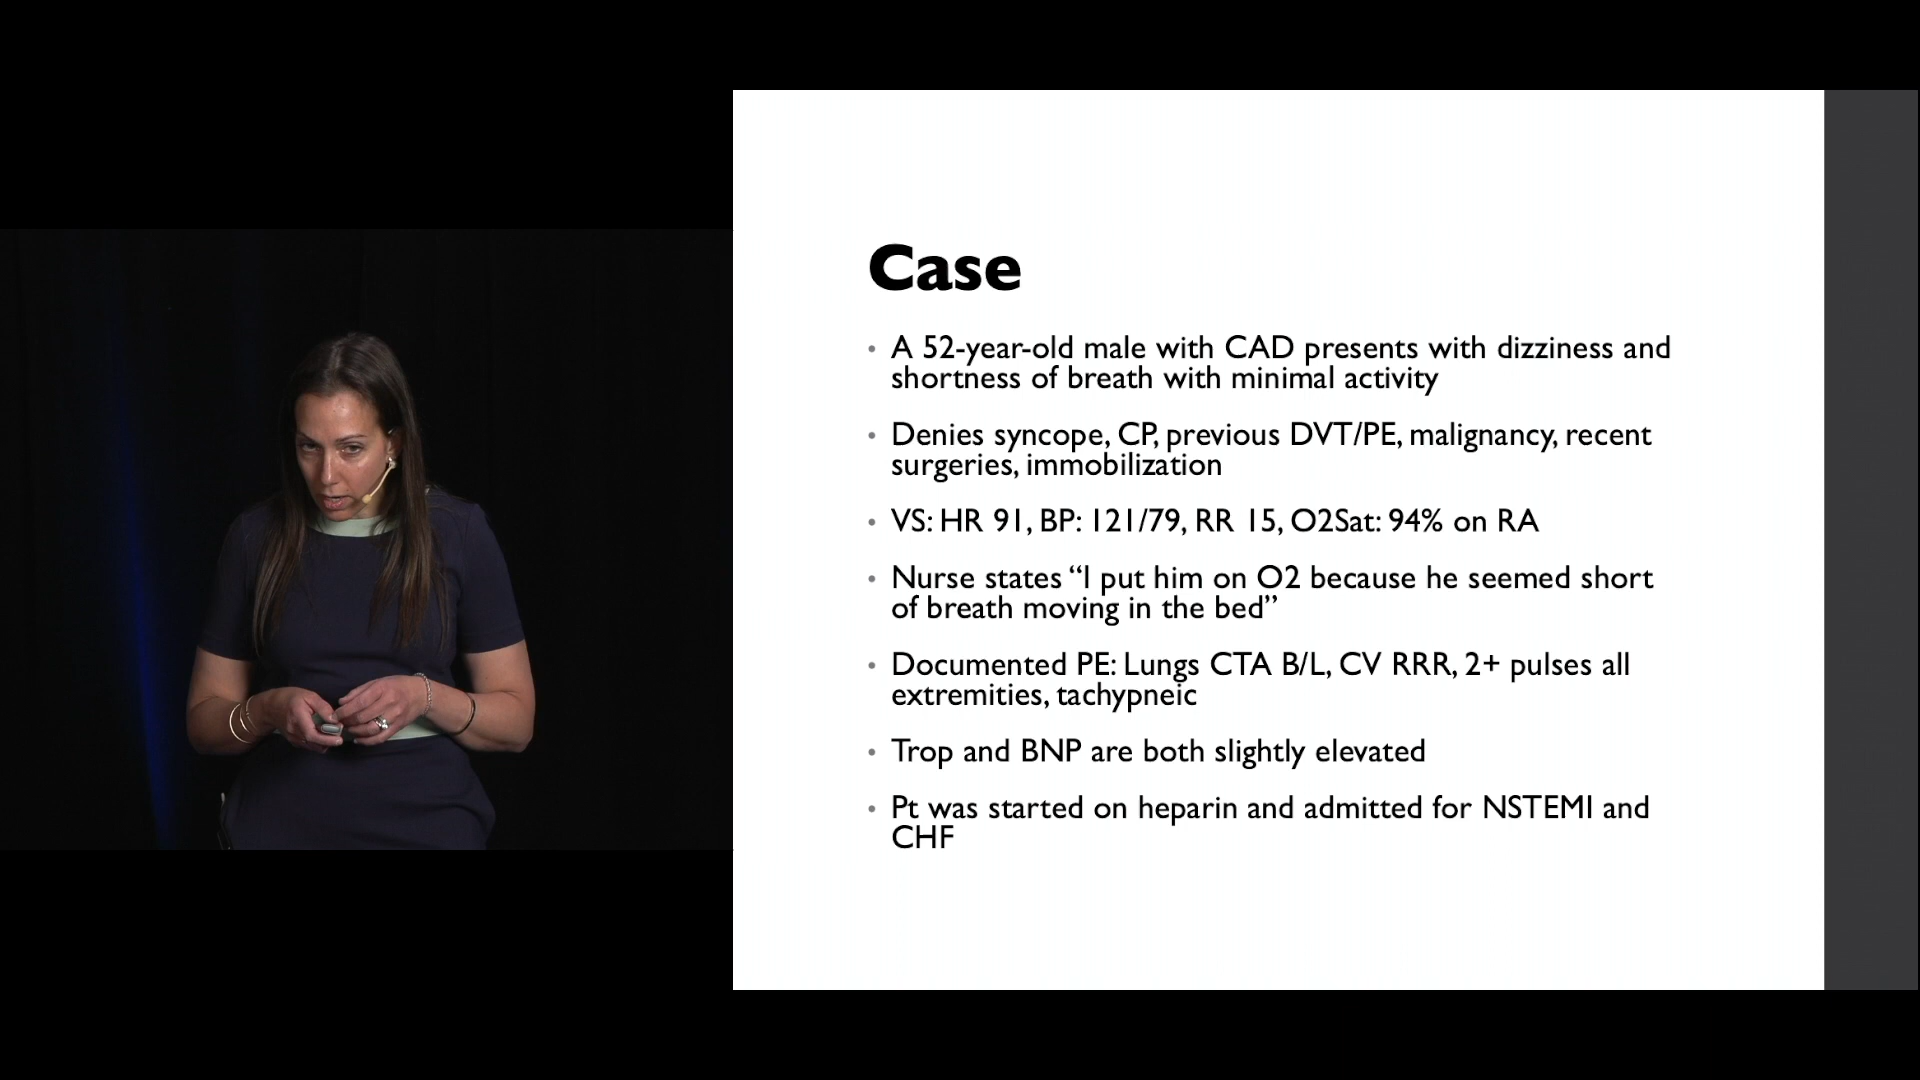 Case
• A 52-year-old male with CAD presents with dizziness and
shortness of breath with minimal activity
• Denies syncope, CP, previous DVT/PE, malignancy, recent
surgeries, immobilization
• VS: HR 91, BP: 121/79, RR 15, O2Sat: 94% on RA
• Nurse states “I put him on O2 because he seemed short
of breath moving in the bed”
• Documented PE: Lungs CTA B/L, CV RRR, 2+ pulses all
extremities, tachypneic
• Trop and BNP are both slightly elevated
• Pt was started on heparin and admitted for NSTEMI and
CHF